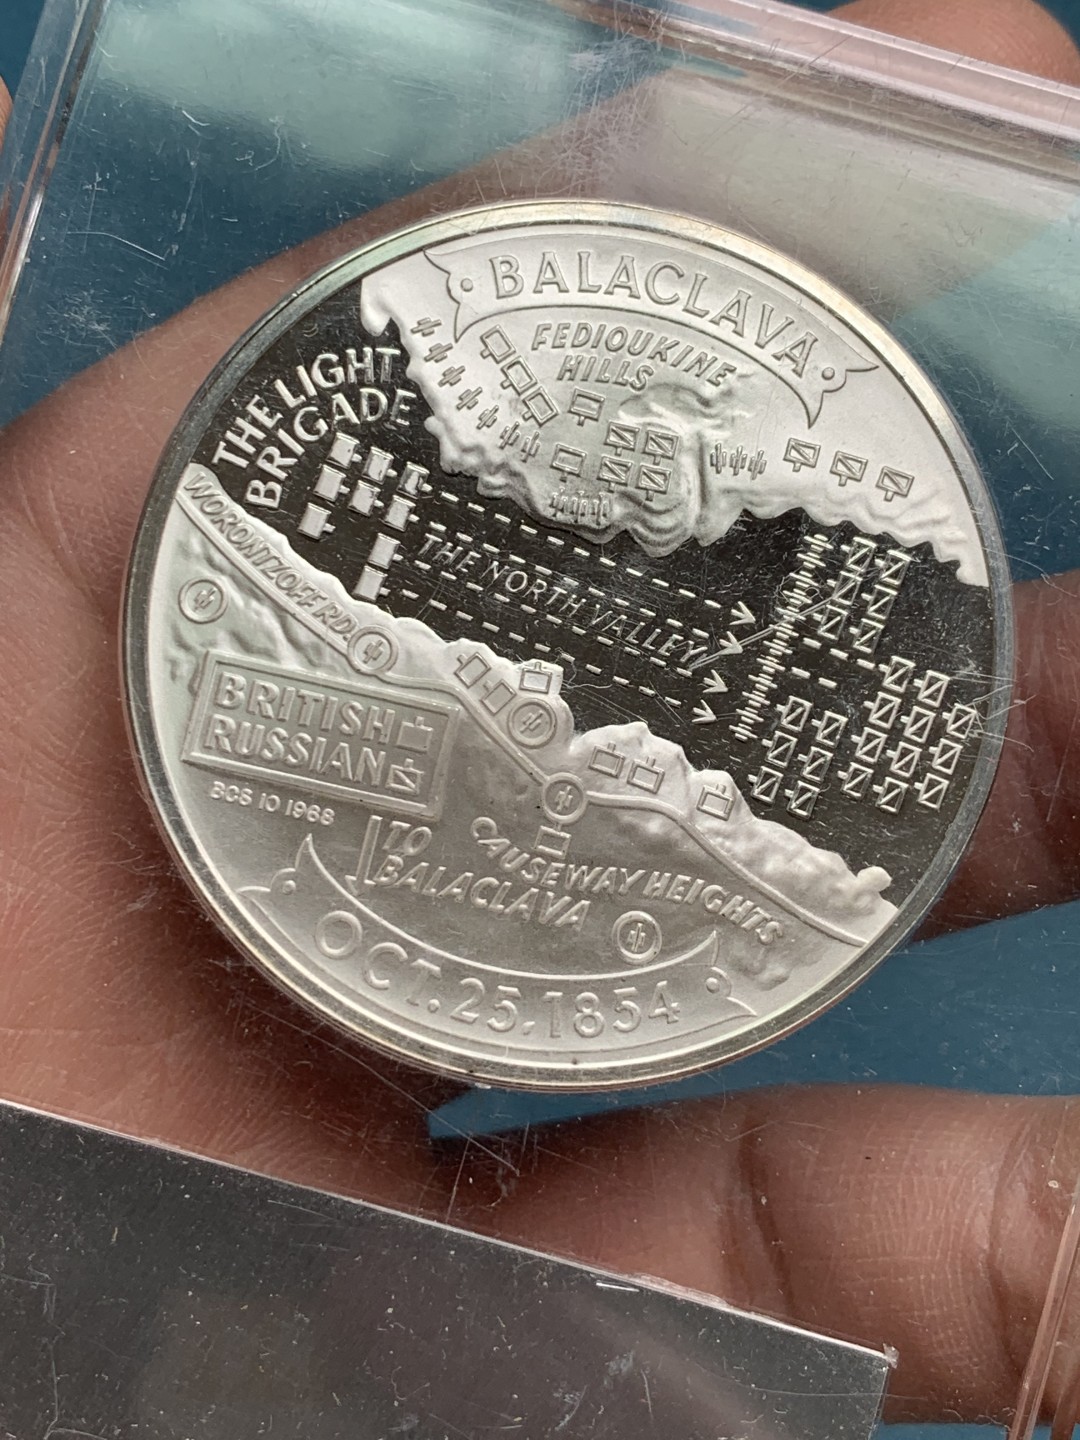 BALACLAVA
FEDIOUKINE
HILLS
THE LIGHT
BRIGADE
THE NORTH VALLEY
WORONTZOFF RD.
BRITISH
RUSSIAN
BCS 10 1968
TO
BALACLAVA
CAUSEWAY HEIGHTS
OCT. 25. 1854